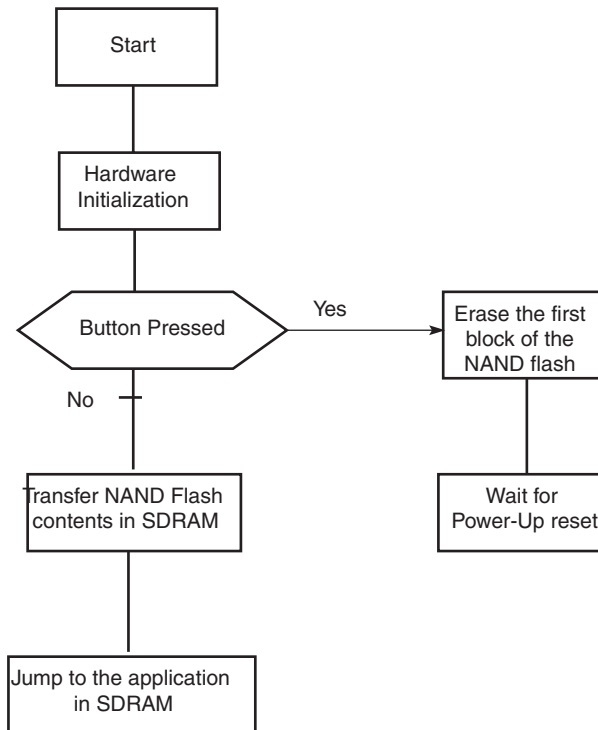 Start
Hardware
Initialization
Button Pressed
Yes
Erase the first
block of the
NAND flash
No
Transfer NAND Flash
contents in SDRAM
Wait for
Power-Up reset
Jump to the application
in SDRAM